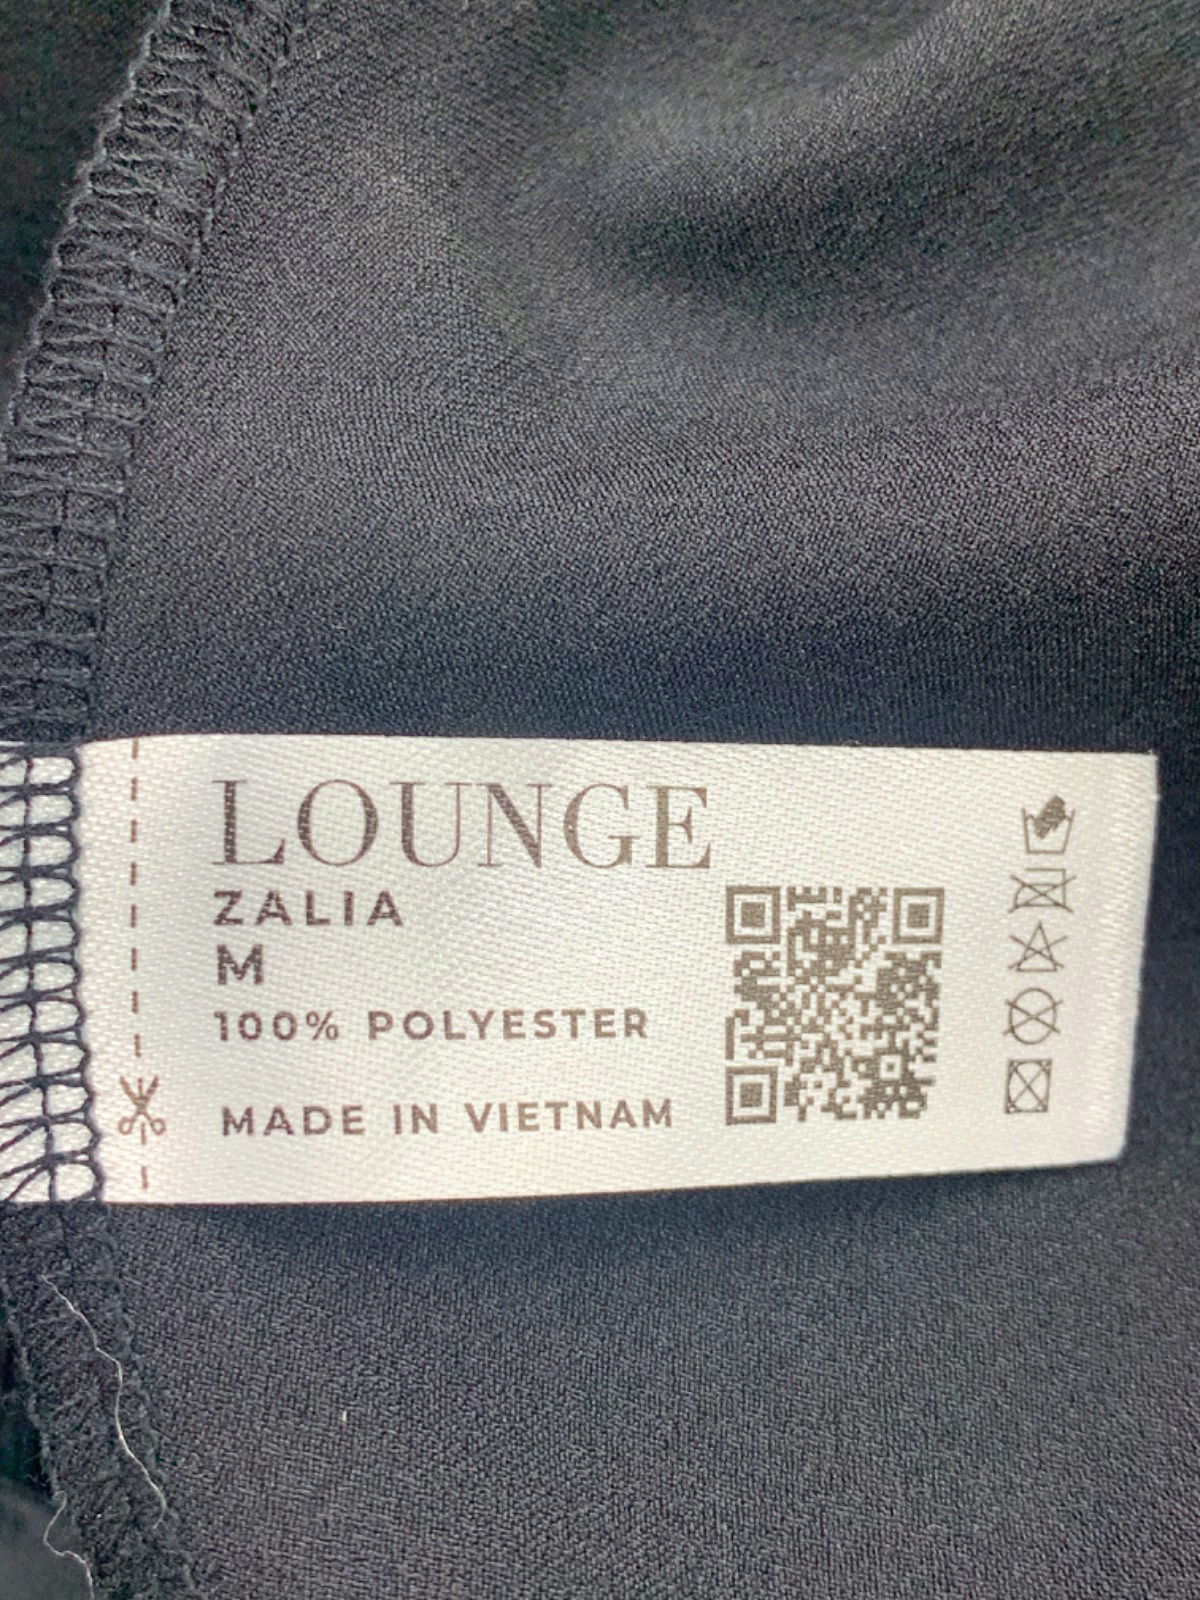 LOUNGE
ZALIA
M
100% POLYESTER
MADE IN VIETNAM